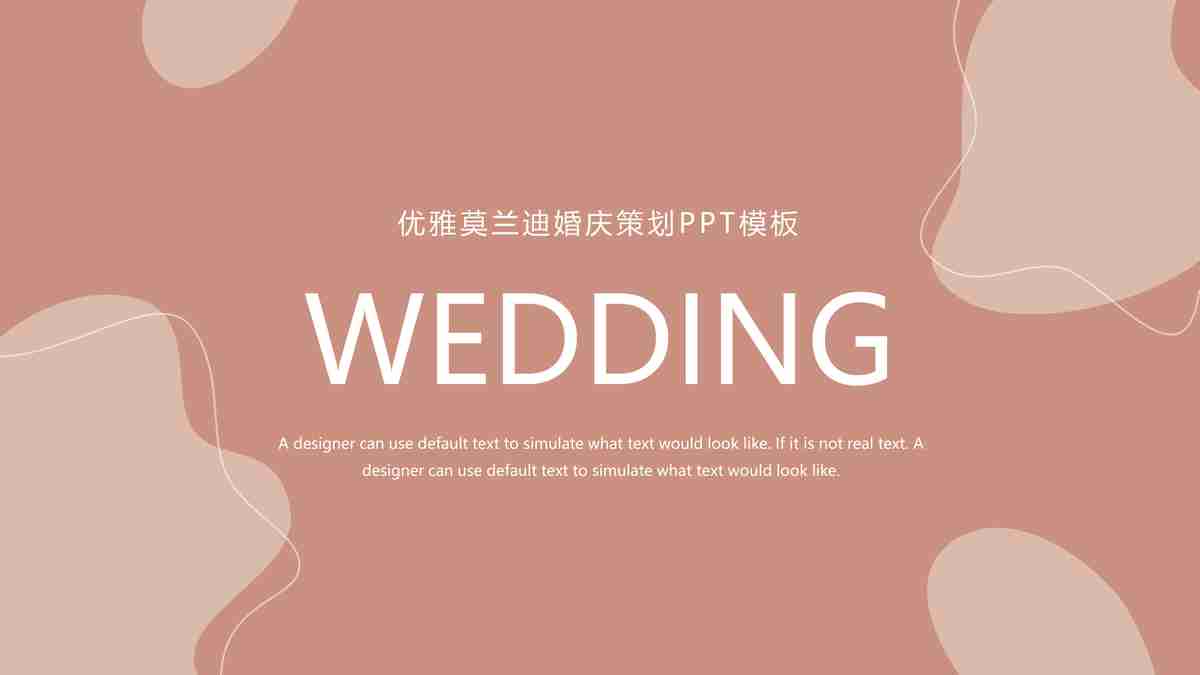 优雅莫兰迪婚庆策划PPT模板
WEDDING
A designer can use default text to simulate what text would look like. If it is not real text. A
designer can use default text to simulate what text would look like.